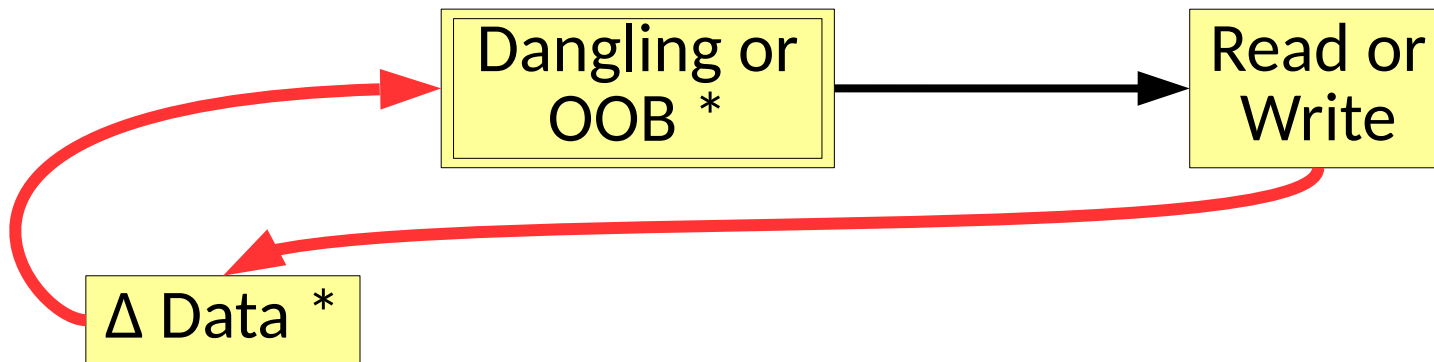 Dangling or
OOB *
Read or
Write
Δ Data *